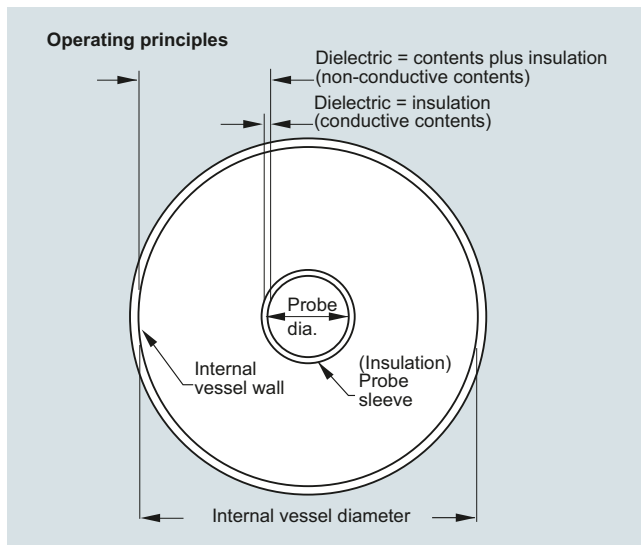 Operating principles
Dielectric = contents plus insulation
(non-conductive contents)
Dielectric = insulation
(conductive contents)
Probe
dia.
Internal
vessel wall
(Insulation)
Probe
sleeve
Internal vessel diameter